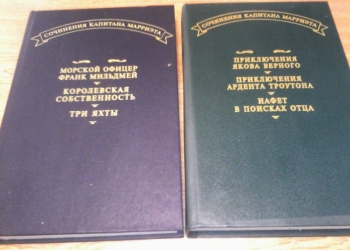 СОЧИНЕНИЯ КАПИТАНА МАРРИЭТА
МОРСКОЙ ОФИЦЕР
ФРАНК МИЛЬДМЕЙ
КОРОЛЕВСКАЯ
СОБСТВЕННОСТЬ
ТРИ ЯХТЫ
СОЧИНЕНИЯ КАПИТАНА МАРРИЭТА
ПРИКЛЮЧЕНИЯ
ЯКОВА ВЕРНОГО
ПРИКЛЮЧЕНИЯ
АРДЕНТА ТРОУТОНА
ИАФЕТ
В ПОИСКАХ ОТЦА